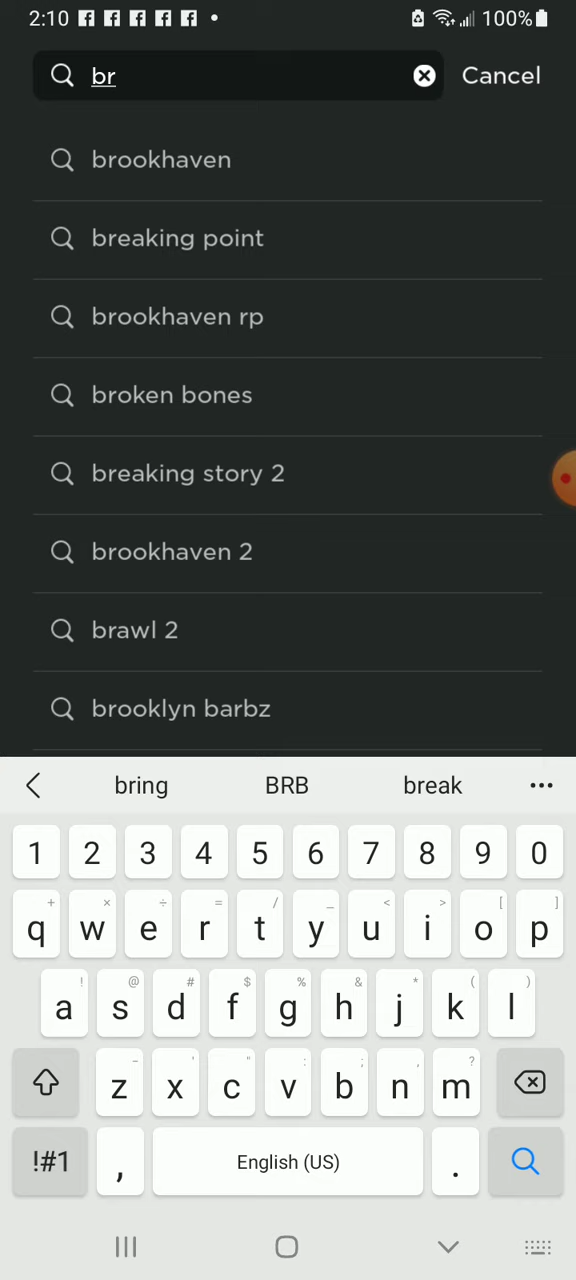 2:10 100%
br Cancel
brookhaven
breaking point
brookhaven rp
broken bones
breaking story 2
brookhaven 2
brawl 2
brooklyn barbz
bring BRB break
1 2 3 4 5 6 7 8 9 0
+ × ÷ = / _ < > [ ]
q w e r t y u i o p
! @ # $ % & * ( )
a s d f g h j k l
- ' " : ; , ?
z x c v b n m
!#1 , English (US) .